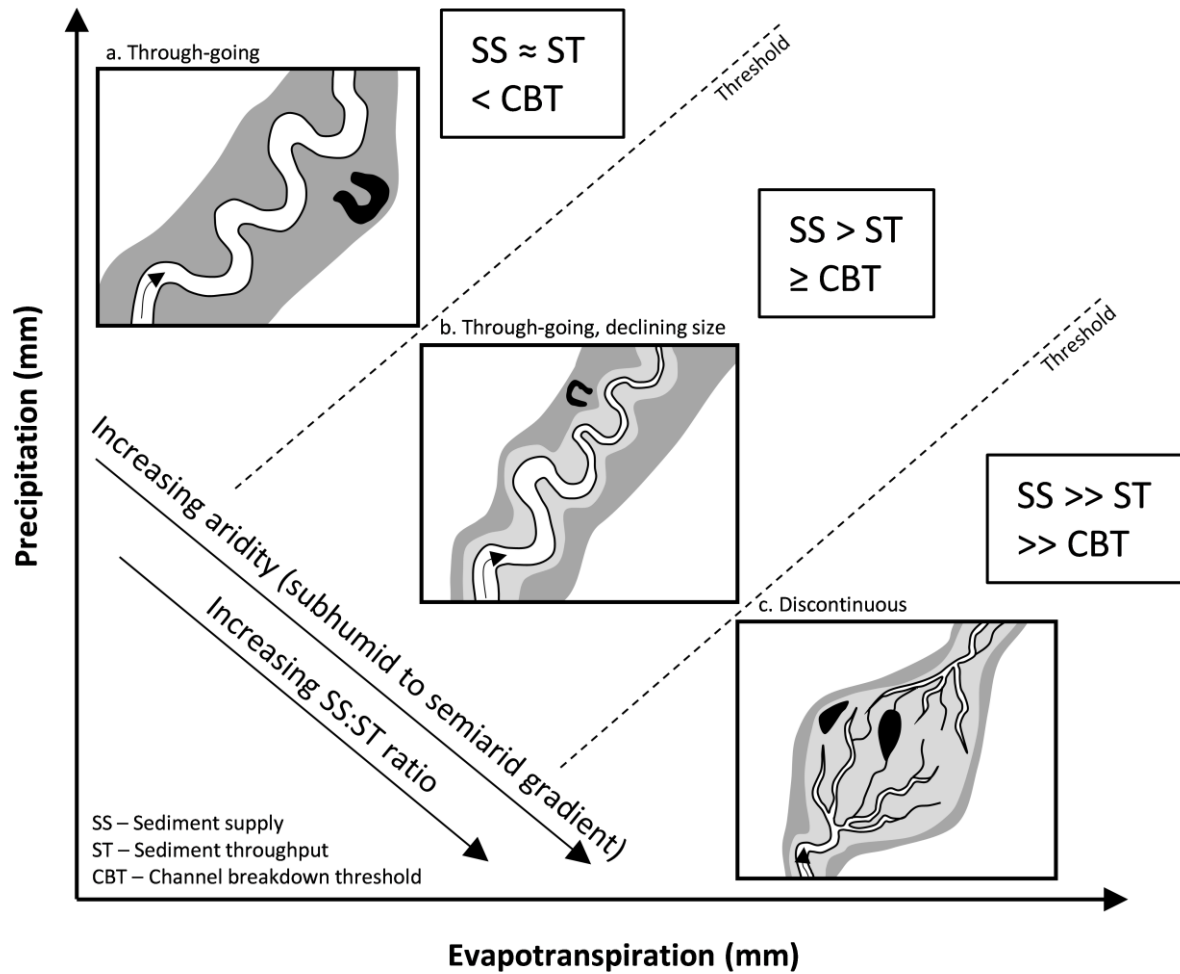 a. Through-going
SS ≈ ST
< CBT
Threshold
SS > ST
≥ CBT
b. Through-going, declining size
Threshold
SS >> ST
>> CBT
c. Discontinuous
Precipitation (mm)
Increasing aridity (subhumid to semiarid gradient)
Increasing SS:ST ratio
SS – Sediment supply
ST – Sediment throughput
CBT – Channel breakdown threshold
Evapotranspiration (mm)